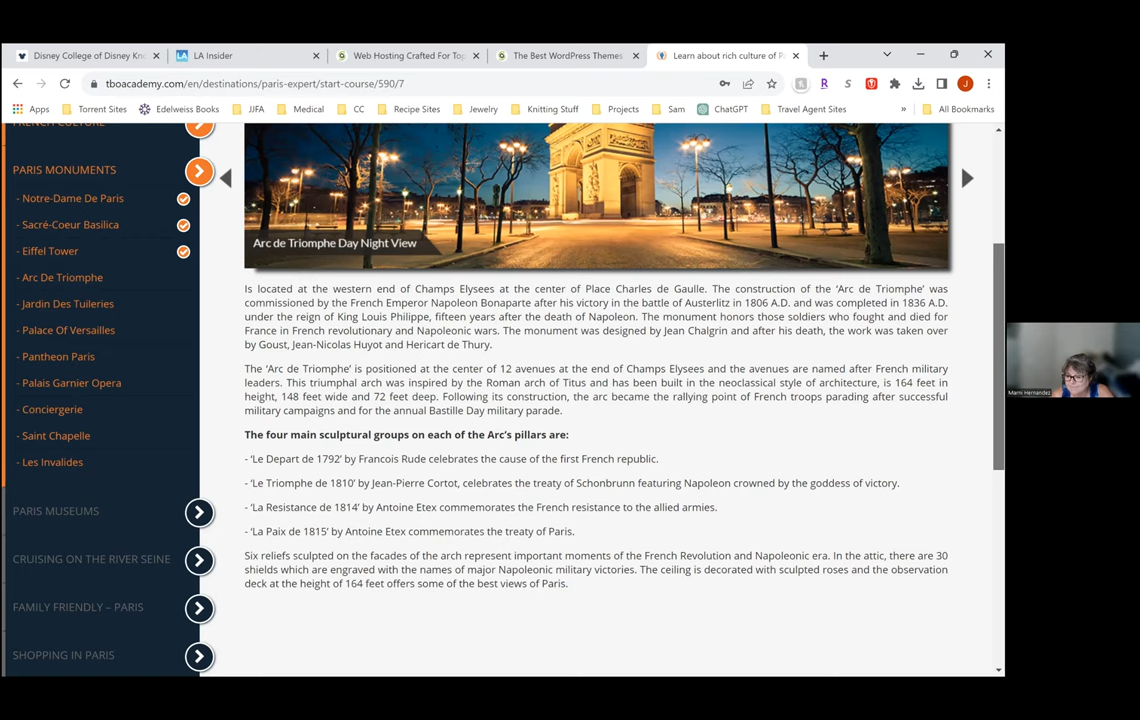 Disney College of Disney Kno
LA Insider
Web Hosting Crafted For Top
The Best WordPress Themes
Learn about rich culture of P
tboacademy.com/en/destinations/paris-expert/start-course/590/7
Apps
Torrent Sites
Edelweiss Books
JJFA
Medical
CC
Recipe Sites
Jewelry
Knitting Stuff
Projects
Sam
ChatGPT
Travel Agent Sites
»
All Bookmarks
FRENCH CULTURE
PARIS MONUMENTS
- Notre-Dame De Paris
- Sacré-Coeur Basilica
- Eiffel Tower
- Arc De Triomphe
- Jardin Des Tuileries
- Palace Of Versailles
- Pantheon Paris
- Palais Garnier Opera
- Conciergerie
- Saint Chapelle
- Les Invalides
PARIS MUSEUMS
CRUISING ON THE RIVER SEINE
FAMILY FRIENDLY – PARIS
SHOPPING IN PARIS
Arc de Triomphe Day Night View
Is located at the western end of Champs Elysees at the center of Place Charles de Gaulle. The construction of the ‘Arc de Triomphe’ was
commissioned by the French Emperor Napoleon Bonaparte after his victory in the battle of Austerlitz in 1806 A.D. and was completed in 1836 A.D.
under the reign of King Louis Philippe, fifteen years after the death of Napoleon. The monument honors those soldiers who fought and died for
France in French revolutionary and Napoleonic wars. The monument was designed by Jean Chalgrin and after his death, the work was taken over
by Goust, Jean-Nicolas Huyot and Hericart de Thury.
The ‘Arc de Triomphe’ is positioned at the center of 12 avenues at the end of Champs Elysees and the avenues are named after French military
leaders. This triumphal arch was inspired by the Roman arch of Titus and has been built in the neoclassical style of architecture, is 164 feet in
height, 148 feet wide and 72 feet deep. Following its construction, the arc became the rallying point of French troops parading after successful
military campaigns and for the annual Bastille Day military parade.
The four main sculptural groups on each of the Arc’s pillars are:
- ‘Le Depart de 1792’ by Francois Rude celebrates the cause of the first French republic.
- ‘Le Triomphe de 1810’ by Jean-Pierre Cortot, celebrates the treaty of Schonbrunn featuring Napoleon crowned by the goddess of victory.
- ‘La Resistance de 1814’ by Antoine Etex commemorates the French resistance to the allied armies.
- ‘La Paix de 1815’ by Antoine Etex commemorates the treaty of Paris.
Six reliefs sculpted on the facades of the arch represent important moments of the French Revolution and Napoleonic era. In the attic, there are 30
shields which are engraved with the names of major Napoleonic military victories. The ceiling is decorated with sculpted roses and the observation
deck at the height of 164 feet offers some of the best views of Paris.
Marni Hernandez